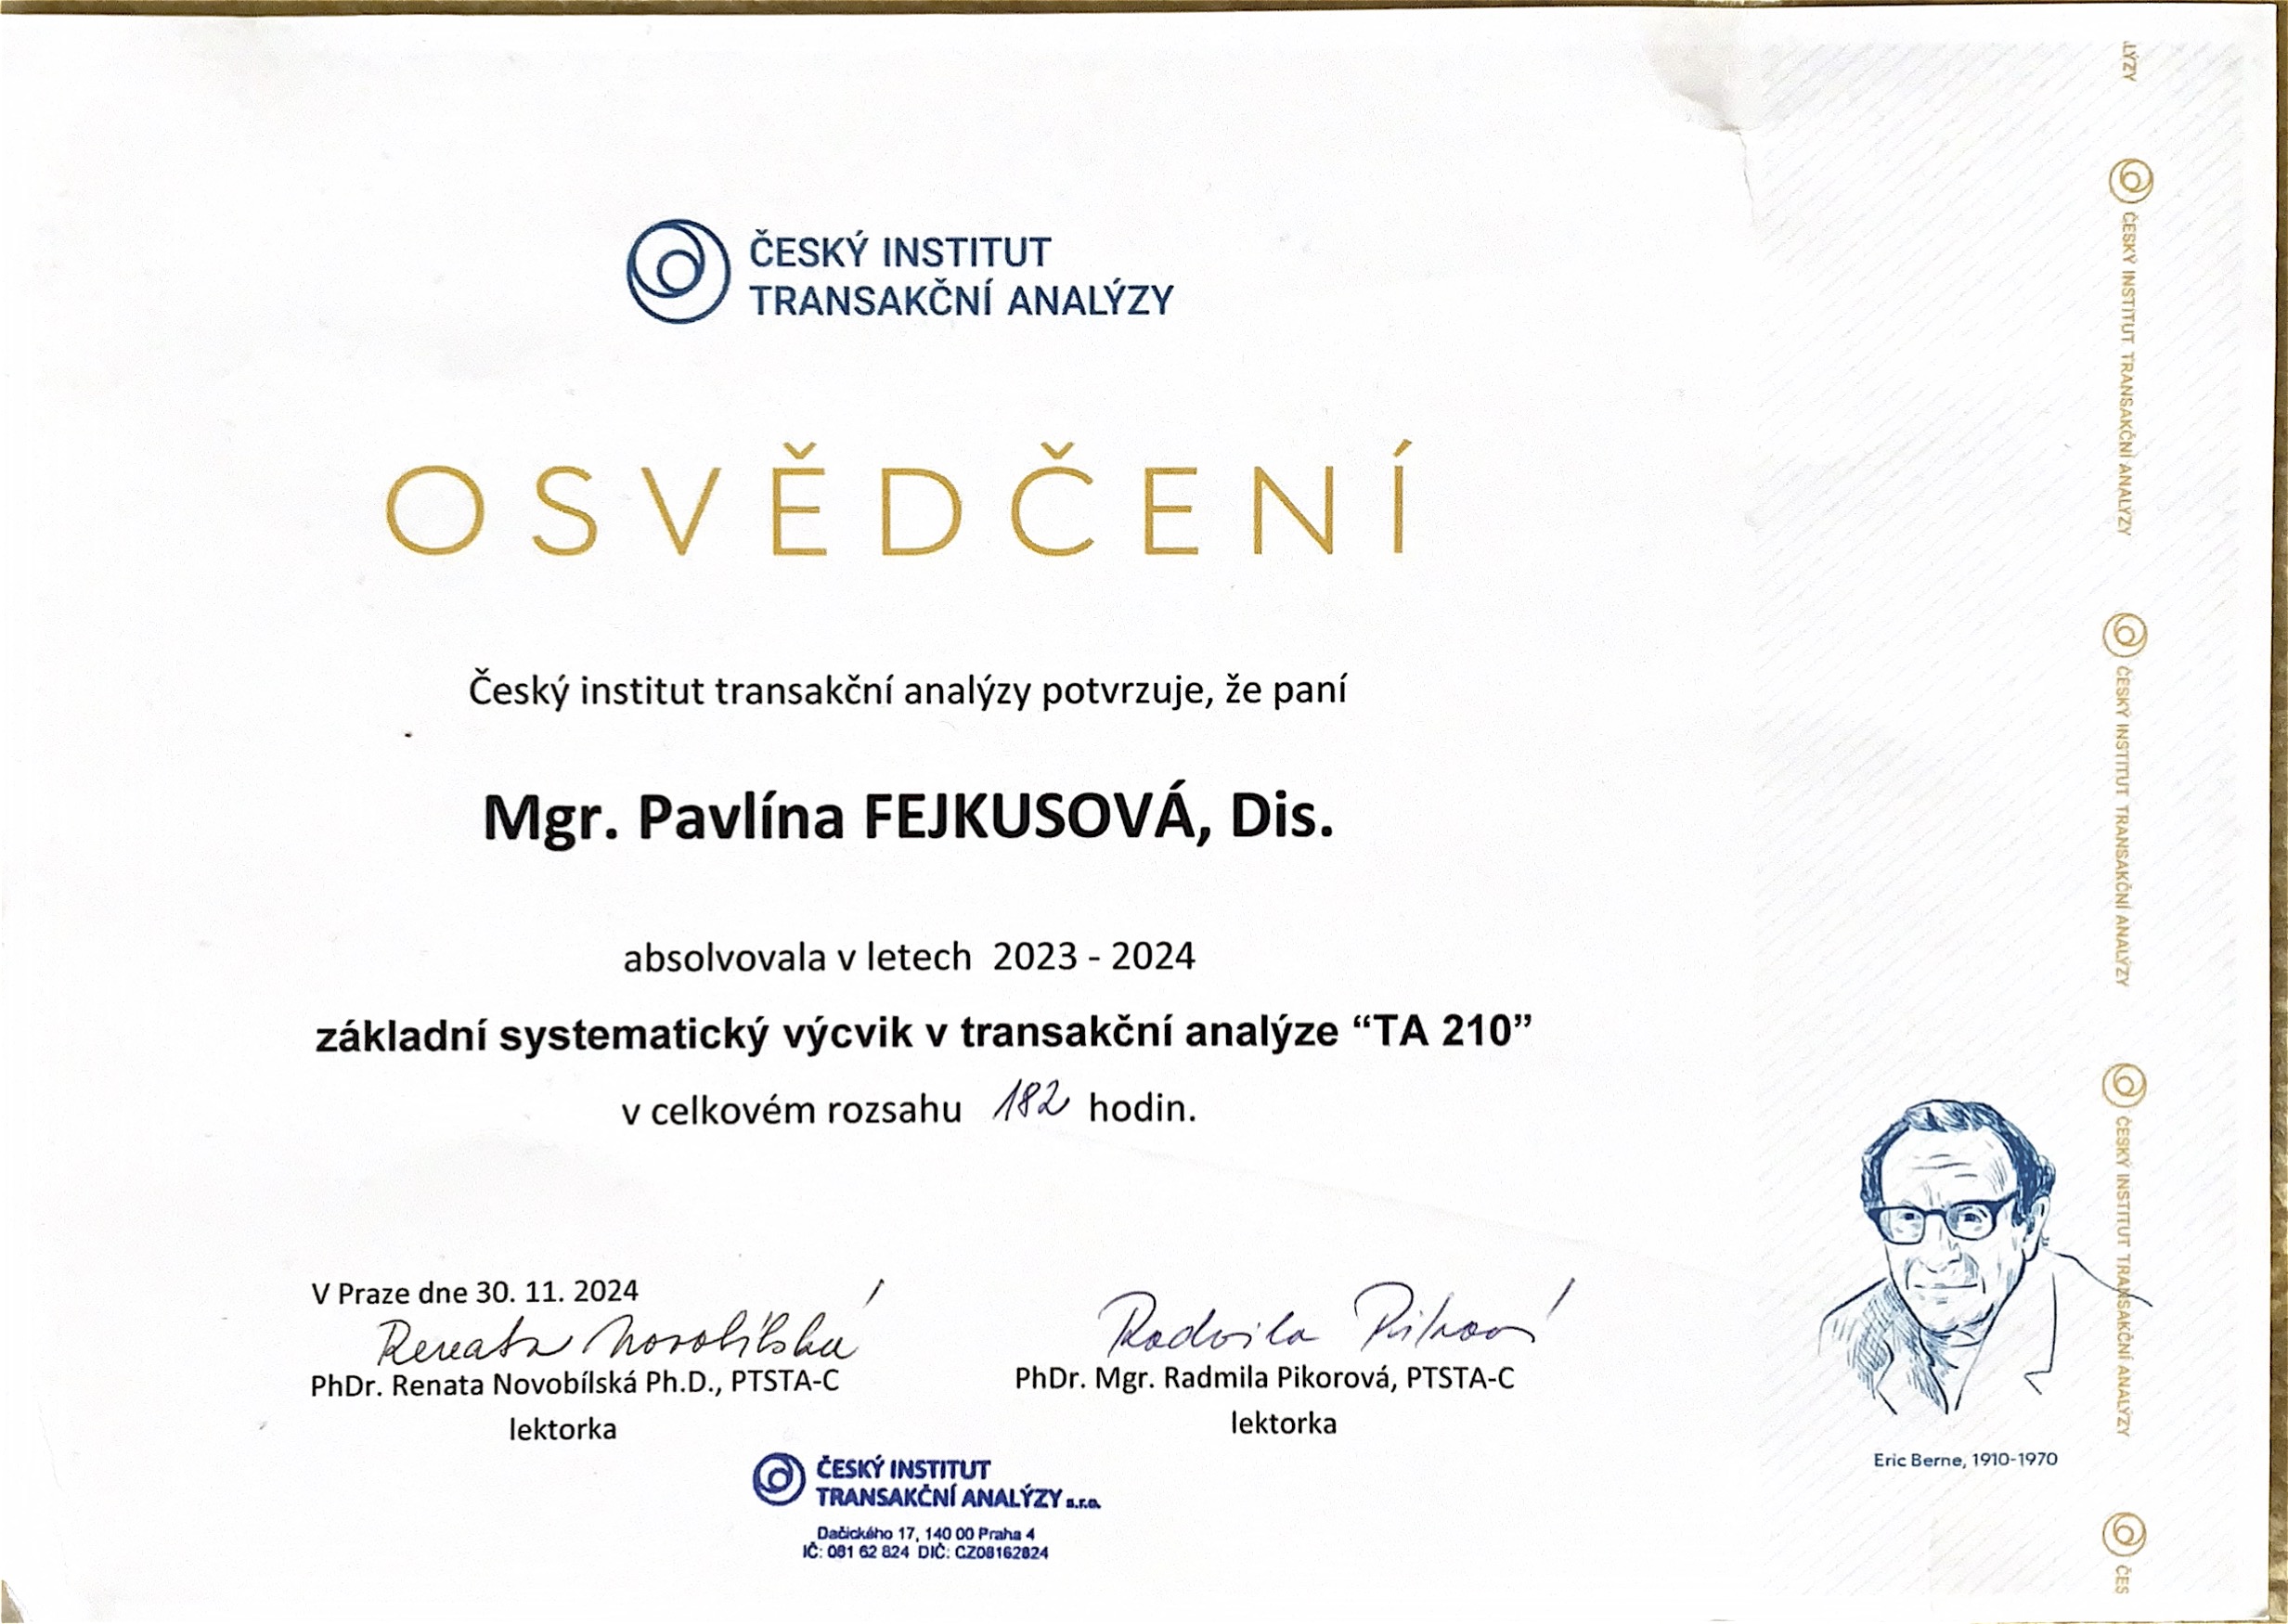 ČESKÝ INSTITUT
TRANSAKČNÍ ANALÝZY
OSVĚDČENÍ
Český institut transakční analýzy potvrzuje, že paní
Mgr. Pavlína FEJKUSOVÁ, Dis.
absolvovala v letech 2023 - 2024
základní systematický výcvik v transakční analýze “TA 210”
v celkovém rozsahu 182 hodin.
V Praze dne 30. 11. 2024
Renata Novobílská
PhDr. Renata Novobílská Ph.D., PTSTA-C
lektorka
Radmila Pikorová
PhDr. Mgr. Radmila Pikorová, PTSTA-C
lektorka
ČESKÝ INSTITUT
TRANSAKČNÍ ANALÝZY s.r.o.
Dačického 17, 140 00 Praha 4
IČ: 081 62 824 DIČ: CZ08162824
Eric Berne, 1910-1970
LÝZY
ČESKÝ INSTITUT TRANSAKČNÍ ANALÝZY
ČESKÝ INSTITUT TRANSAKČNÍ ANALÝZY
ČESKÝ INSTITUT TRANSAKČNÍ ANALÝZY
ČES